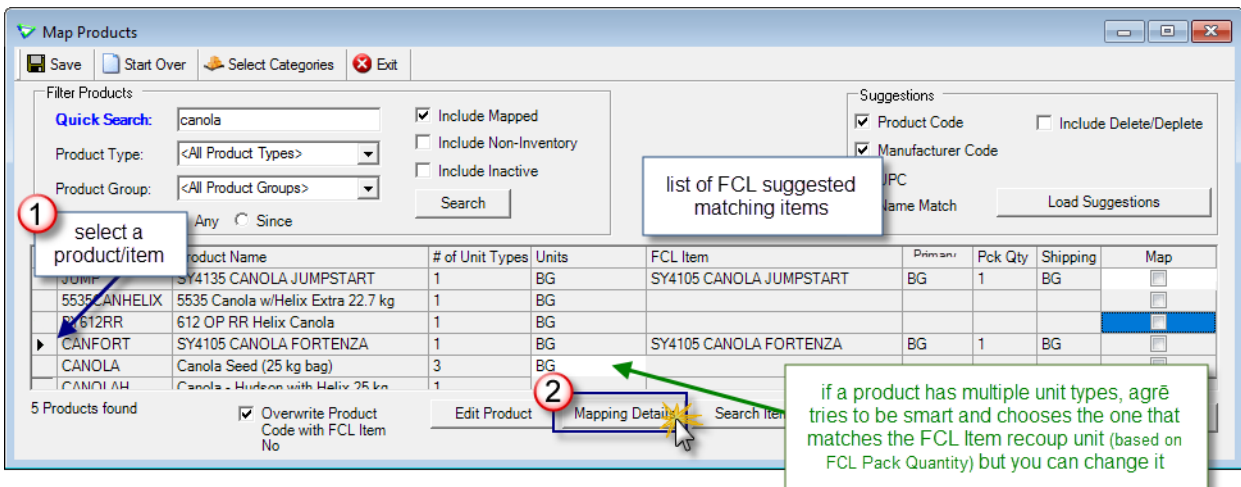 Map Products
Save Start Over Select Categories Exit
Filter Products
Quick Search: canola
Product Type: <All Product Types>
Product Group: <All Product Groups>
Any Since
Include Mapped
Include Non-Inventory
Include Inactive
Search
Suggestions
Product Code Include Delete/Deplete
Manufacturer Code
UPC
Name Match Load Suggestions
list of FCL suggested
matching items
1
select a
product/item
Product Name # of Unit Types Units FCL Item Primary Pck Qty Shipping Map
JUMP SY4135 CANOLA JUMPSTART 1 BG SY4105 CANOLA JUMPSTART BG 1 BG
5535CANHELIX 5535 Canola w/Helix Extra 22.7 kg 1 BG
612RR 612 OP RR Helix Canola 1 BG
CANFORT SY4105 CANOLA FORTENZA 1 BG SY4105 CANOLA FORTENZA BG 1 BG
CANOLA Canola Seed (25 kg bag) 3 BG
CANOLAH Canola - Hudson with Helix 25 kg 1
5 Products found
Overwrite Product
Code with FCL Item
No
Edit Product Mapping Details Search Item
2
if a product has multiple unit types, agrē
tries to be smart and chooses the one that
matches the FCL Item recoup unit (based on
FCL Pack Quantity) but you can change it